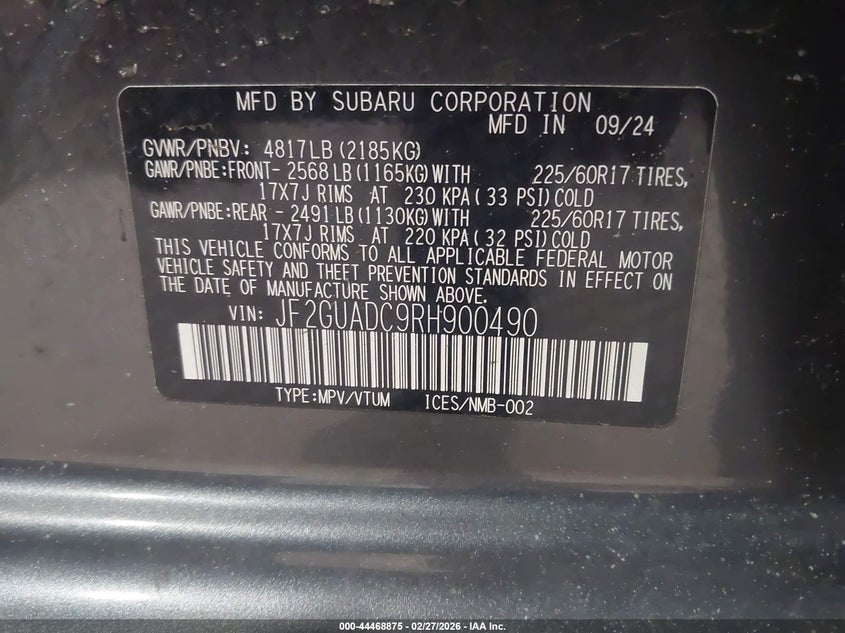 MFD BY SUBARU CORPORATION
MFD IN 09/24
GVWR/PNBV: 4817LB (2185KG)
GAWR/PNBE:FRONT- 2568 LB (1165KG) WITH 225/60R17 TIRES,
17X7J RIMS AT 230 KPA( 33 PSI) COLD
GAWR/PNBE:REAR - 2491 LB (1130KG) WITH 225/60R17 TIRES,
17X7J RIMS AT 220 KPA( 32 PSI) COLD
THIS VEHICLE CONFORMS TO ALL APPLICABLE FEDERAL MOTOR
VEHICLE SAFETY AND THEFT PREVENTION STANDARDS IN EFFECT ON
THE DATE OF MANUFACTURE SHOWN ABOVE.
VIN: JF2GUADC9RH900490
TYPE:MPV/VTUM ICES/NMB-002
000-44468875 - 02/27/2026 - IAA Inc.